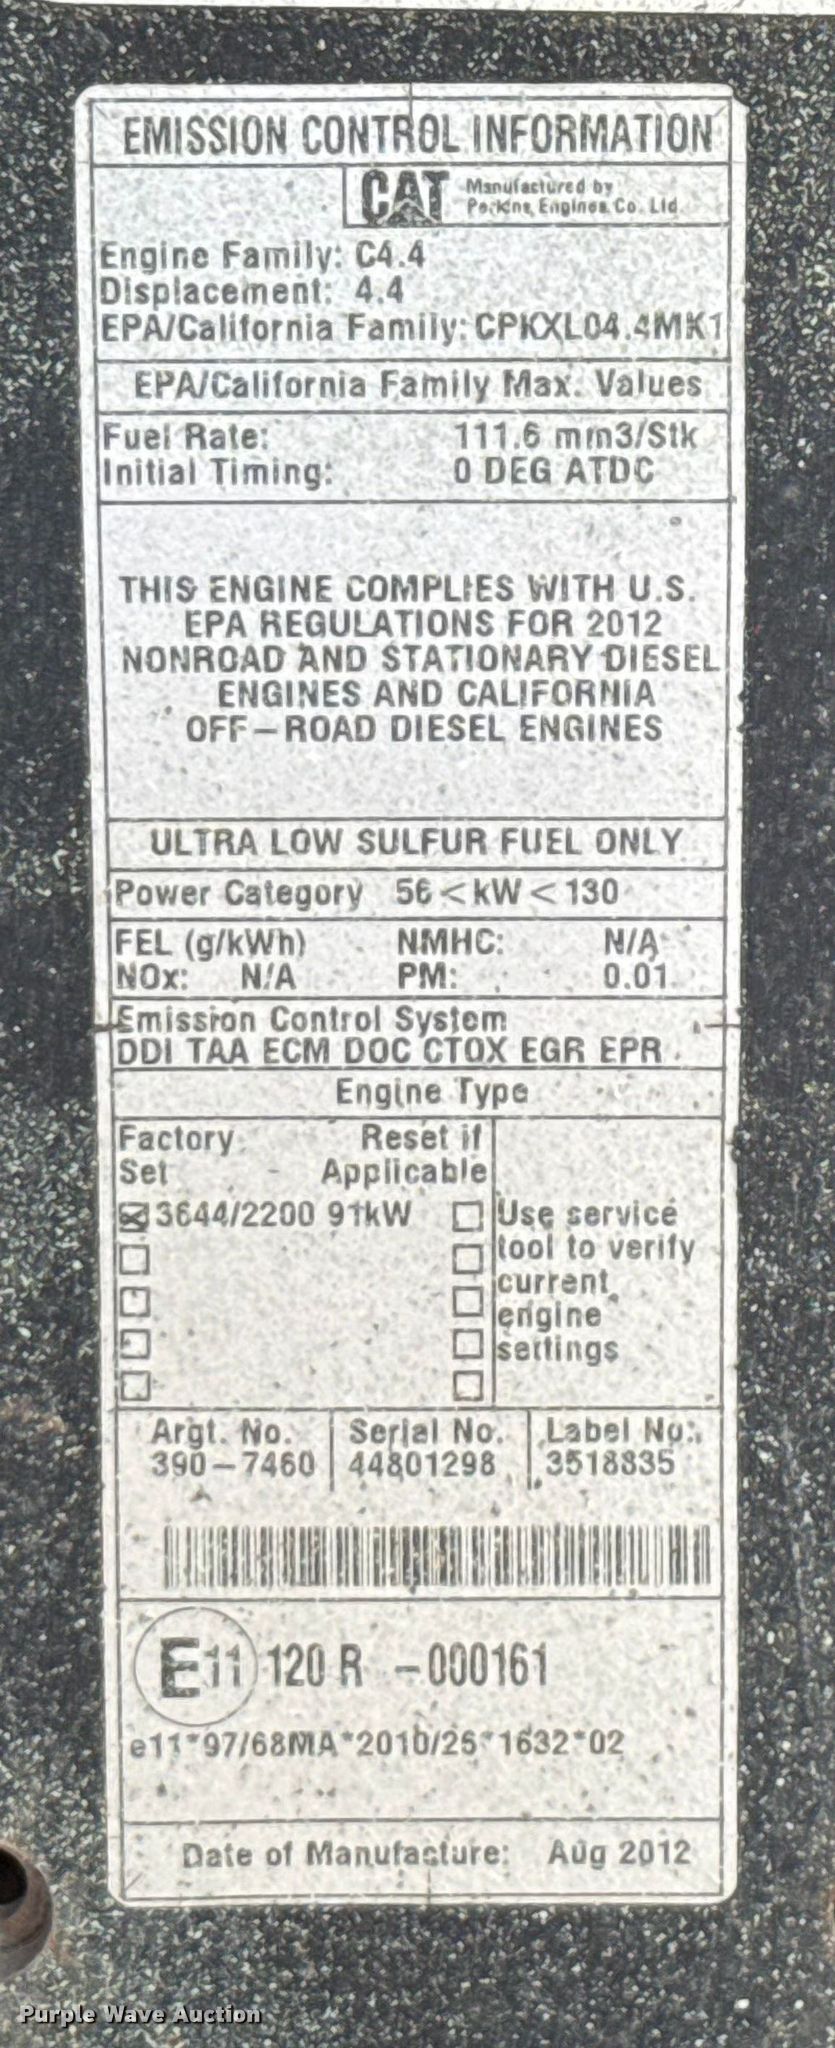 EMISSION CONTROL INFORMATION
CAT Manufactured by
Perkins Engines Co. Ltd
Engine Family: C4.4
Displacement: 4.4
EPA/California Family: CPKXL04.4MK1
EPA/California Family Max. Values
Fuel Rate: 111.6 mm3/Stk
Initial Timing: 0 DEG ATDC
THIS ENGINE COMPLIES WITH U.S.
EPA REGULATIONS FOR 2012
NONROAD AND STATIONARY DIESEL
ENGINES AND CALIFORNIA
OFF-ROAD DIESEL ENGINES
ULTRA LOW SULFUR FUEL ONLY
Power Category 56<kW<130
FEL (g/kWh) NMHC: N/A
NOx: N/A PM: 0.01
Emission Control System
DDI TAA ECM DOC CTOX EGR EPR
Engine Type
Factory Reset if
Set Applicable
3644/2200 91kW Use service
tool to verify
current
engine
settings
Argt. No. Serial No. Label No.
390-7460 44801298 3518835
E11 120 R -000161
e11*97/68MA*2010/26*1632*02
Date of Manufacture: Aug 2012
Purple Wave Auction